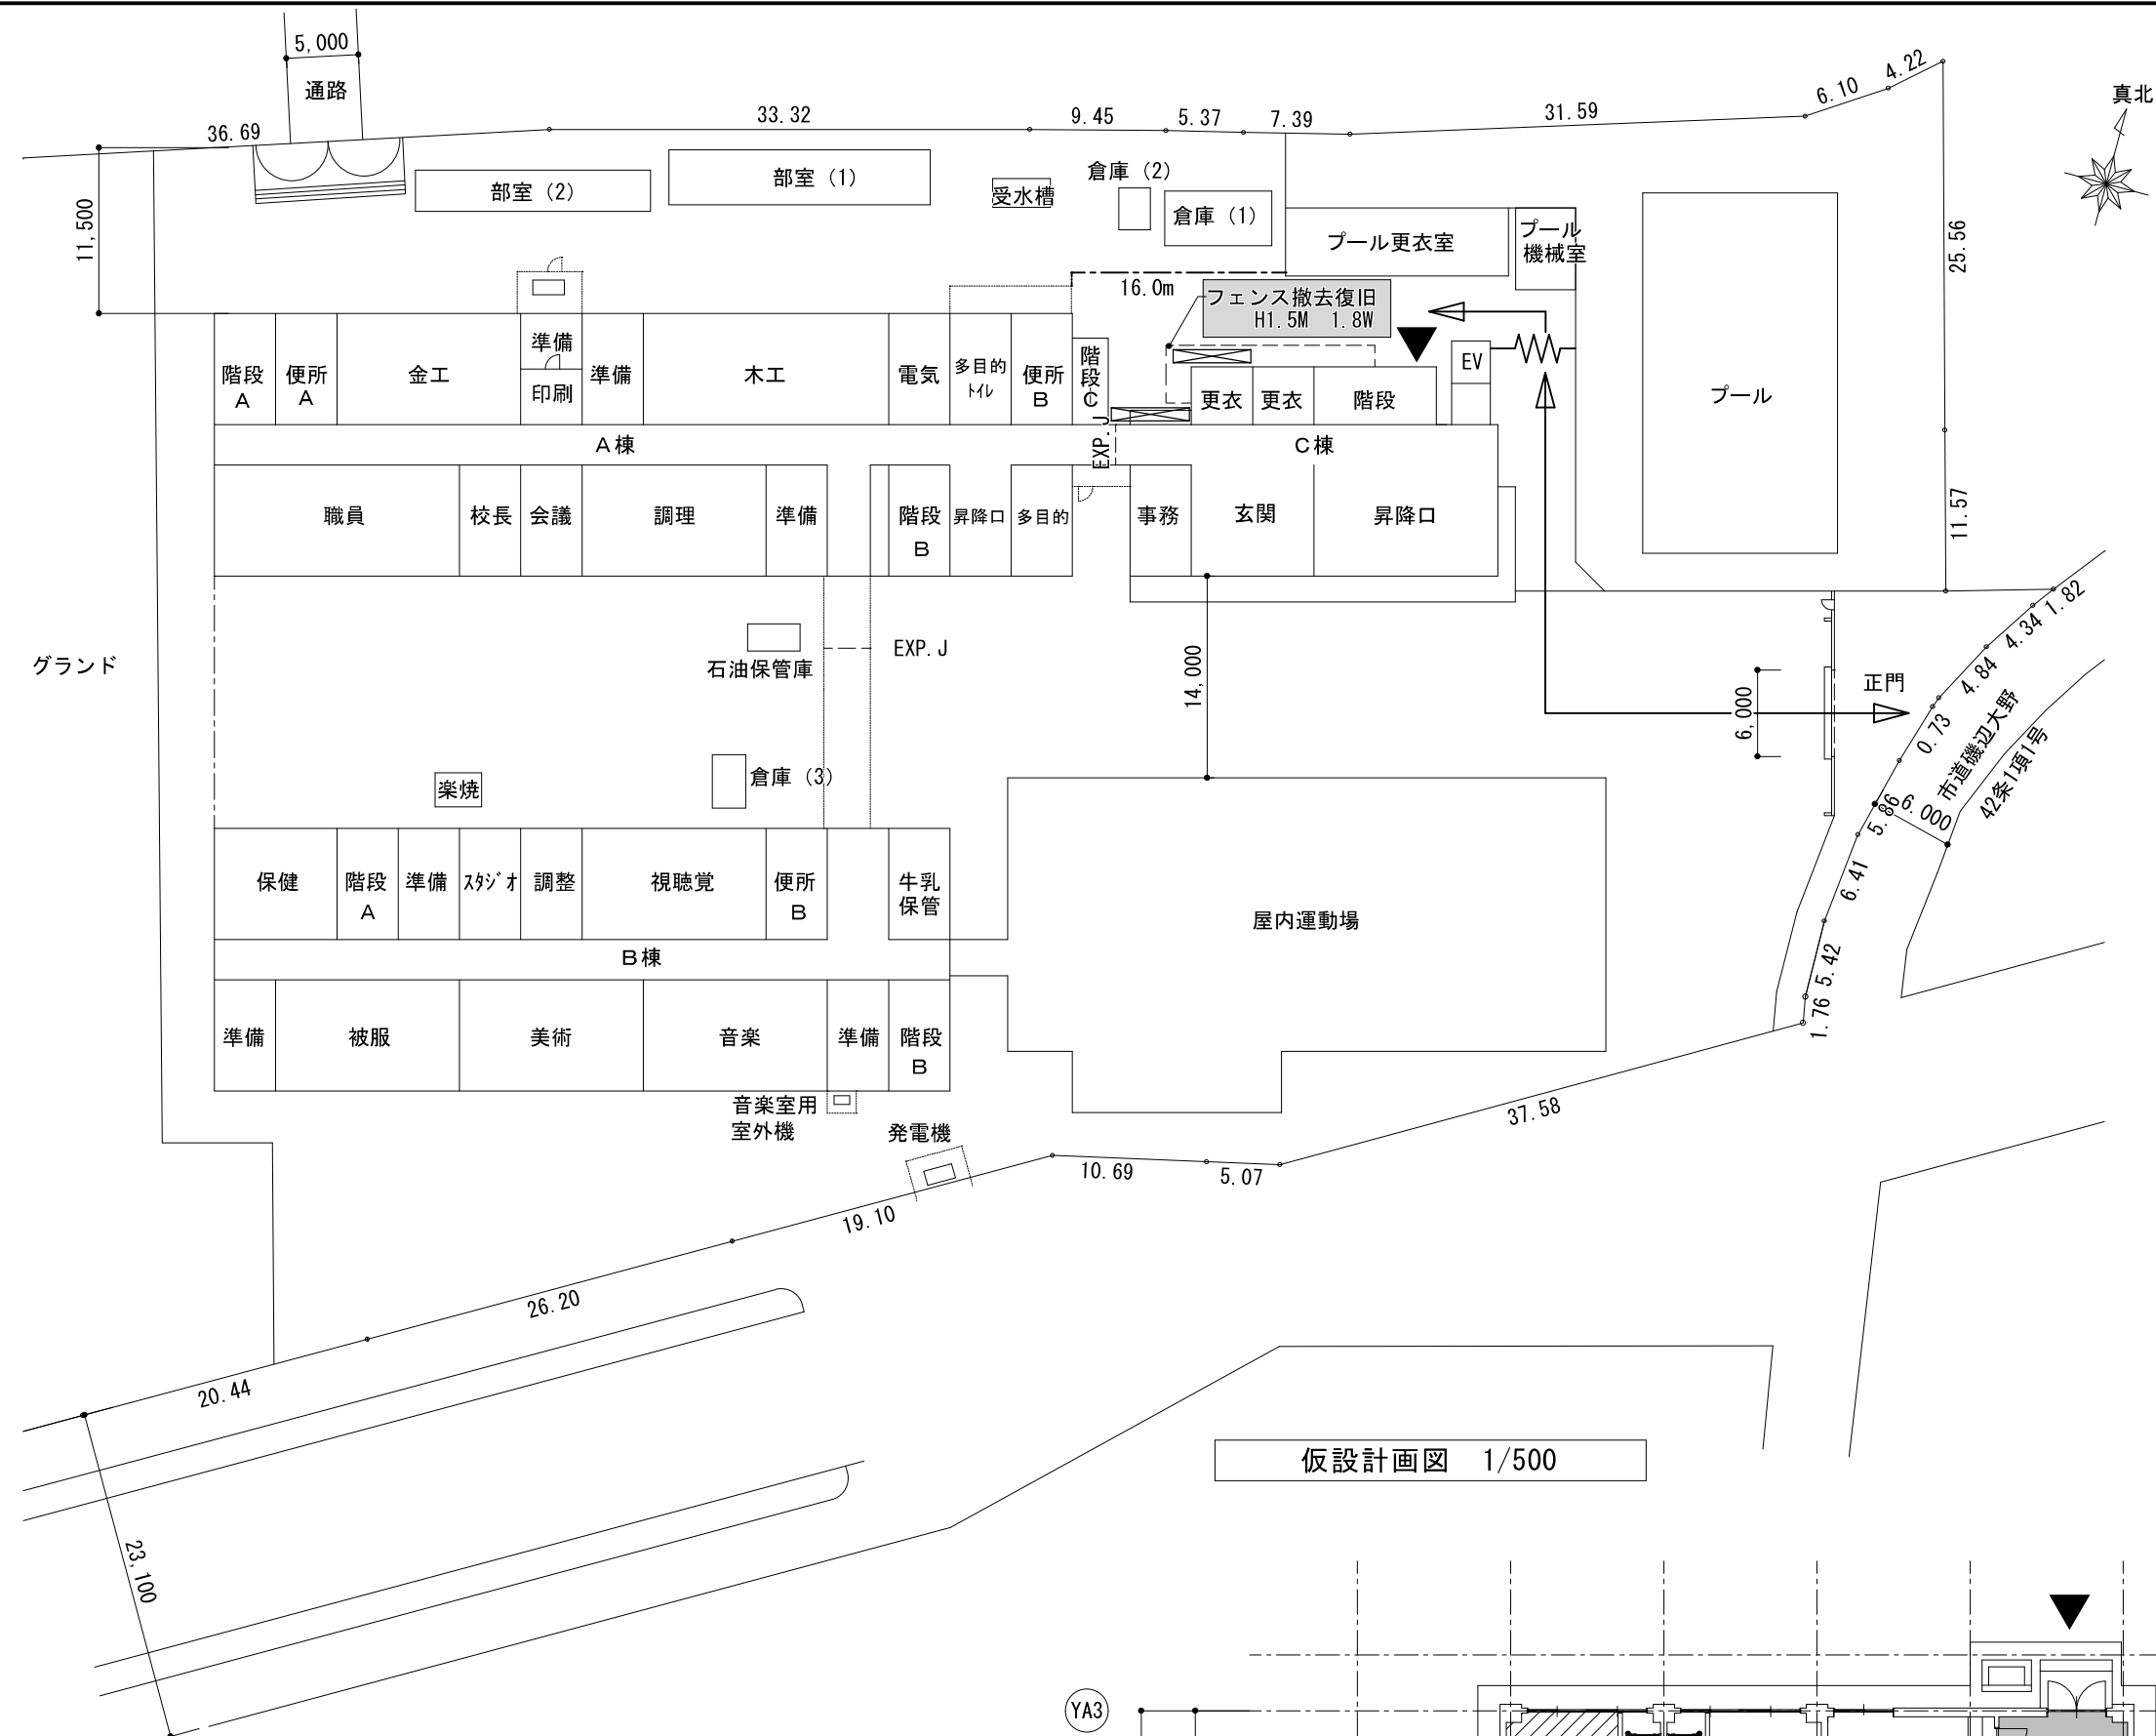 5,000
通路
36.69
33.32
9.45
5.37
7.39
31.59
6.10
4.22
真北
11,500
部室（2）
部室（1）
受水槽
倉庫（2）
倉庫（1）
プール更衣室
プール
機械室
25.56
16.0m
フェンス撤去復旧
H1.5M 1.8W
階段
A
便所
A
金工
準備
印刷
準備
木工
電気
多目的
トイレ
便所
B
階段C
更衣
更衣
階段
EV
プール
A棟
EXP.J
C棟
職員
校長
会議
調理
準備
階段
B
昇降口
多目的
事務
玄関
昇降口
11.57
グランド
石油保管庫
EXP.J
14,000
6,000
正門
1.82
4.34
4.84
0.73
市道磯辺大野
42条1項1号
5.86
6.000
6.41
5.42
1.76
楽焼
倉庫（3）
保健
階段
A
準備
スタジオ
調整
視聴覚
便所
B
牛乳
保管
屋内運動場
B棟
準備
被服
美術
音楽
準備
階段
B
音楽室用
室外機
発電機
37.58
10.69
5.07
19.10
26.20
20.44
23,100
仮設計画図 1/500
YA3